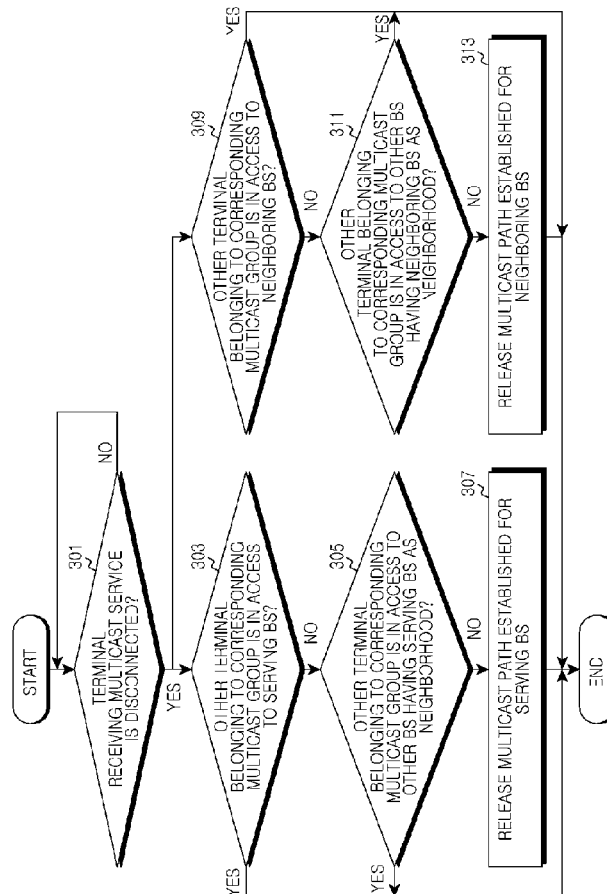 START
301
TERMINAL
RECEIVING MULTICAST SERVICE
IS DISCONNECTED?
NO
YES
303
OTHER TERMINAL
BELONGING TO CORRESPONDING
MULTICAST GROUP IS IN ACCESS
TO SERVING BS?
YES
NO
305
OTHER TERMINAL
BELONGING TO CORRESPONDING
MULTICAST GROUP IS IN ACCESS TO
OTHER BS HAVING SERVING BS AS
NEIGHBORHOOD?
YES
NO
307
RELEASE MULTICAST PATH ESTABLISHED FOR
SERVING BS
309
OTHER TERMINAL
BELONGING TO CORRESPONDING
MULTICAST GROUP IS IN ACCESS TO
NEIGHBORING BS?
YES
NO
311
OTHER
TERMINAL BELONGING
TO CORRESPONDING MULTICAST
GROUP IS IN ACCESS TO OTHER BS
HAVING NEIGHBORING BS AS
NEIGHBORHOOD?
YES
NO
313
RELEASE MULTICAST PATH ESTABLISHED FOR
NEIGHBORING BS
END